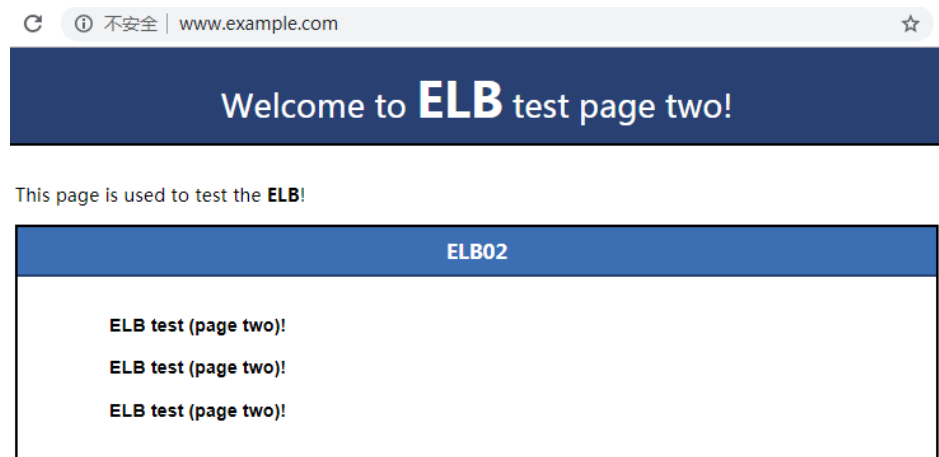 不安全 www.example.com
Welcome to ELB test page two!
This page is used to test the ELB!
ELB02
ELB test (page two)!
ELB test (page two)!
ELB test (page two)!